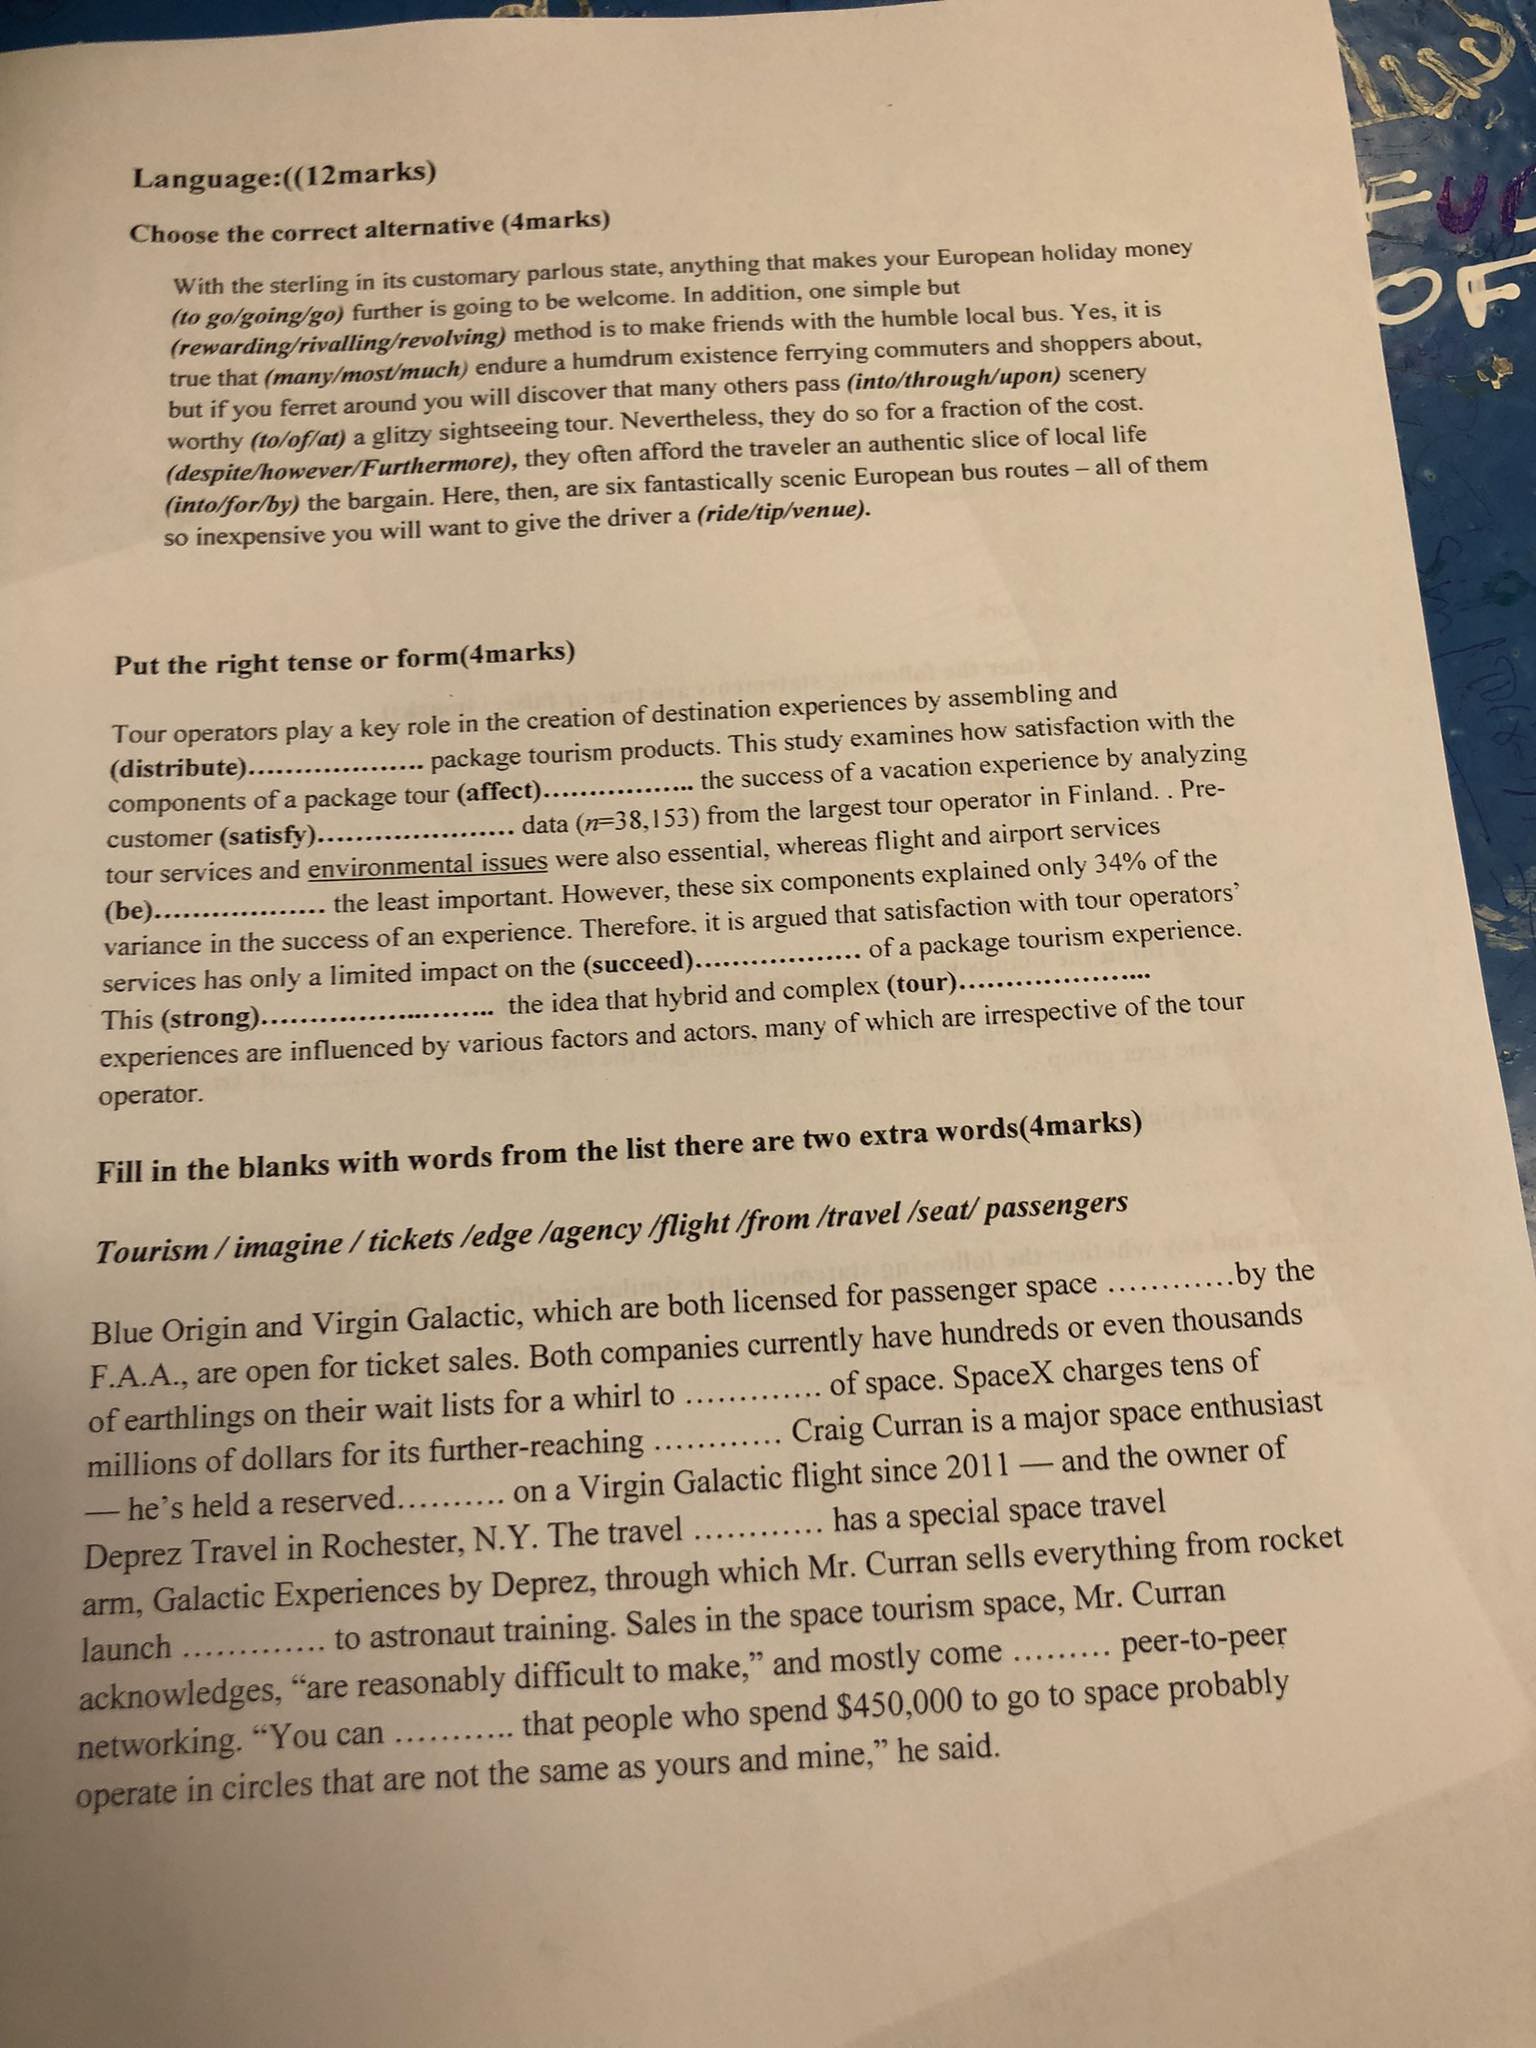 Language:((12marks)
Choose the correct alternative (4marks)
With the sterling in its customary parlous state, anything that makes your European holiday money
(to go/going/go) further is going to be welcome. In addition, one simple but
(rewarding/rivalling/revolving) method is to make friends with the humble local bus. Yes, it is
true that (many/most/much) endure a humdrum existence ferrying commuters and shoppers about,
but if you ferret around you will discover that many others pass (into/through/upon) scenery
worthy (to/of/at) a glitzy sightseeing tour. Nevertheless, they do so for a fraction of the cost.
(despite/however/Furthermore), they often afford the traveler an authentic slice of local life
(into/for/by) the bargain. Here, then, are six fantastically scenic European bus routes – all of them
so inexpensive you will want to give the driver a (ride/tip/venue).
Put the right tense or form(4marks)
Tour operators play a key role in the creation of destination experiences by assembling and
(distribute)................... package tourism products. This study examines how satisfaction with the
components of a package tour (affect)................. the success of a vacation experience by analyzing
customer (satisfy)..................... data (n=38,153) from the largest tour operator in Finland. . Pre-
tour services and environmental issues were also essential, whereas flight and airport services
(be).................. the least important. However, these six components explained only 34% of the
variance in the success of an experience. Therefore, it is argued that satisfaction with tour operators’
services has only a limited impact on the (succeed).................. of a package tourism experience.
This (strong)......................... the idea that hybrid and complex (tour).....................
experiences are influenced by various factors and actors, many of which are irrespective of the tour
operator.
Fill in the blanks with words from the list there are two extra words(4marks)
Tourism / imagine / tickets /edge /agency /flight /from /travel /seat/ passengers
Blue Origin and Virgin Galactic, which are both licensed for passenger space ............by the
F.A.A., are open for ticket sales. Both companies currently have hundreds or even thousands
of earthlings on their wait lists for a whirl to ............. of space. SpaceX charges tens of
millions of dollars for its further-reaching ............ Craig Curran is a major space enthusiast
— he’s held a reserved.......... on a Virgin Galactic flight since 2011 — and the owner of
Deprez Travel in Rochester, N.Y. The travel ............ has a special space travel
arm, Galactic Experiences by Deprez, through which Mr. Curran sells everything from rocket
launch ............. to astronaut training. Sales in the space tourism space, Mr. Curran
acknowledges, “are reasonably difficult to make,” and mostly come ......... peer-to-peer
networking. “You can ........... that people who spend $450,000 to go to space probably
operate in circles that are not the same as yours and mine,” he said.
OF